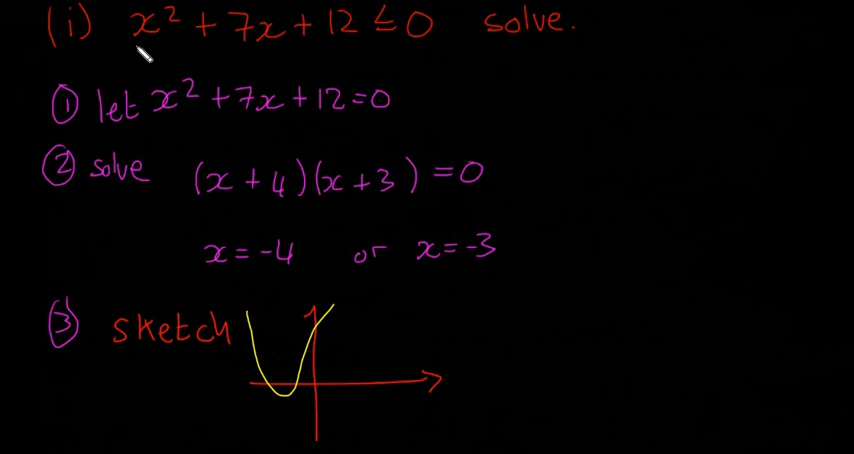 (i) x² + 7x + 12 ≤ 0 solve.
① let x² + 7x + 12 = 0
② solve (x + 4)(x + 3) = 0
x = -4 or x = -3
③ sketch